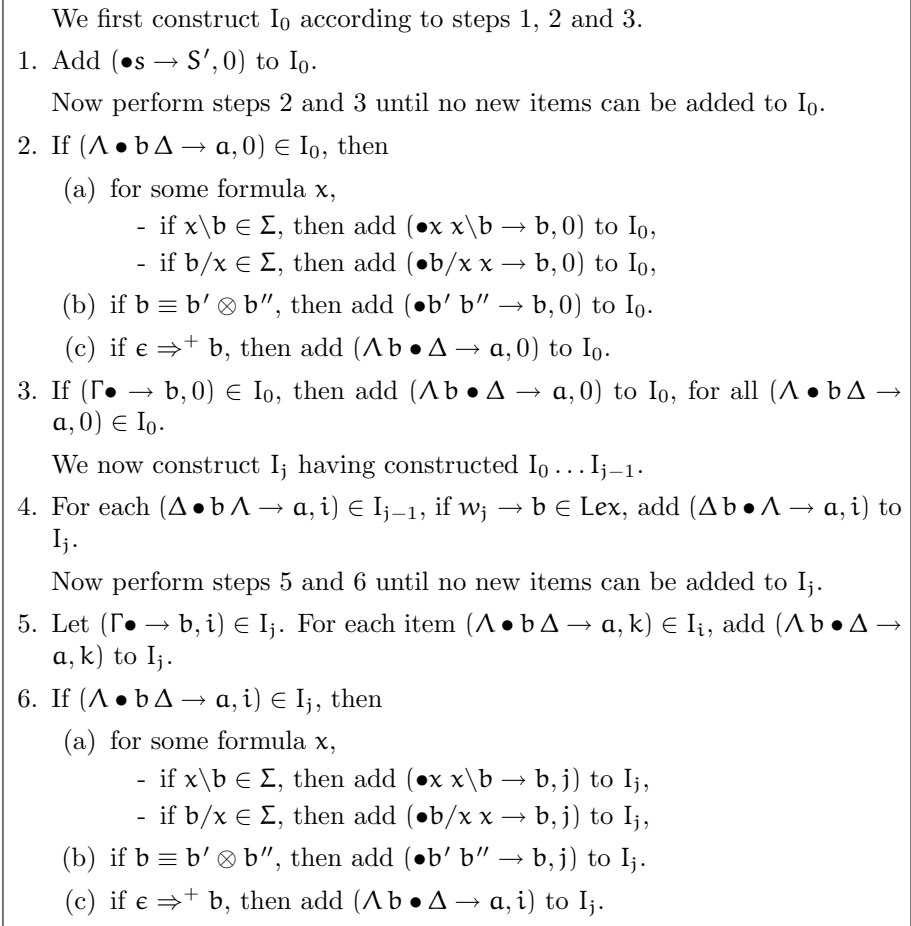 We first construct I₀ according to steps 1, 2 and 3.
1. Add (•s → S′, 0) to I₀.
Now perform steps 2 and 3 until no new items can be added to I₀.
2. If (Λ • b Δ → a, 0) ∈ I₀, then
(a) for some formula x,
- if x\b ∈ Σ, then add (•x x\b → b, 0) to I₀,
- if b/x ∈ Σ, then add (•b/x x → b, 0) to I₀,
(b) if b ≡ b′ ⊗ b″, then add (•b′ b″ → b, 0) to I₀.
(c) if ϵ ⇒⁺ b, then add (Λ b • Δ → a, 0) to I₀.
3. If (Γ• → b, 0) ∈ I₀, then add (Λ b • Δ → a, 0) to I₀, for all (Λ • b Δ →
a, 0) ∈ I₀.
We now construct Iⱼ having constructed I₀ … Iⱼ₋₁.
4. For each (Δ • b Λ → a, i) ∈ Iⱼ₋₁, if wⱼ → b ∈ Lex, add (Δ b • Λ → a, i) to
Iⱼ.
Now perform steps 5 and 6 until no new items can be added to Iⱼ.
5. Let (Γ• → b, i) ∈ Iⱼ. For each item (Λ • b Δ → a, k) ∈ Iᵢ, add (Λ b • Δ →
a, k) to Iⱼ.
6. If (Λ • b Δ → a, i) ∈ Iⱼ, then
(a) for some formula x,
- if x\b ∈ Σ, then add (•x x\b → b, j) to Iⱼ,
- if b/x ∈ Σ, then add (•b/x x → b, j) to Iⱼ,
(b) if b ≡ b′ ⊗ b″, then add (•b′ b″ → b, j) to Iⱼ.
(c) if ϵ ⇒⁺ b, then add (Λ b • Δ → a, i) to Iⱼ.